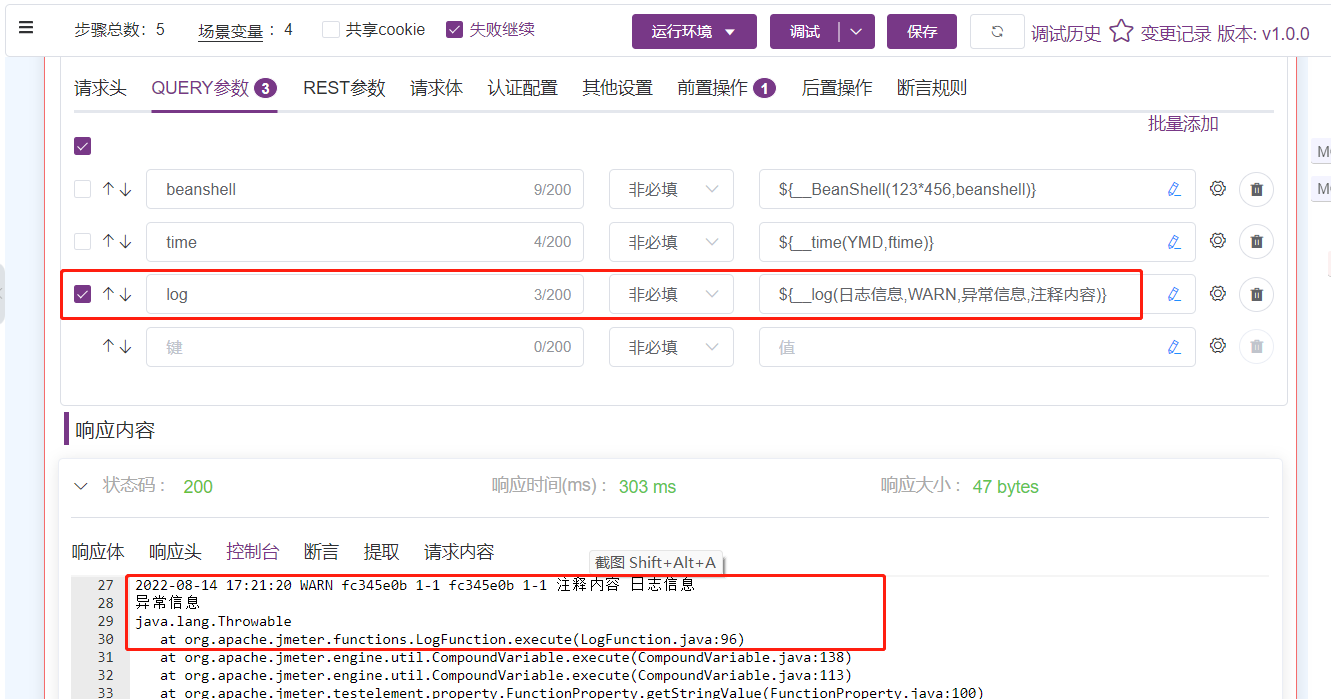 步骤总数：5 场景变量：4 共享cookie 失败继续 运行环境 调试 保存 调试历史 变更记录 版本: v1.0.0
请求头 QUERY参数 3 REST参数 请求体 认证配置 其他设置 前置操作 1 后置操作 断言规则
批量添加
beanshell 9/200 非必填 ${__BeanShell(123*456,beanshell)}
time 4/200 非必填 ${__time(YMD,ftime)}
log 3/200 非必填 ${__log(日志信息,WARN,异常信息,注释内容)}
键 0/200 非必填 值
响应内容
状态码： 200 响应时间(ms)： 303 ms 响应大小： 47 bytes
响应体 响应头 控制台 断言 提取 请求内容
截图 Shift+Alt+A
27 2022-08-14 17:21:20 WARN fc345e0b 1-1 fc345e0b 1-1 注释内容 日志信息
28 异常信息
29 java.lang.Throwable
30 at org.apache.jmeter.functions.LogFunction.execute(LogFunction.java:96)
31 at org.apache.jmeter.engine.util.CompoundVariable.execute(CompoundVariable.java:138)
32 at org.apache.jmeter.engine.util.CompoundVariable.execute(CompoundVariable.java:113)
33 at org.apache.jmeter.testelement.property.FunctionProperty.getStringValue(FunctionProperty.java:100)